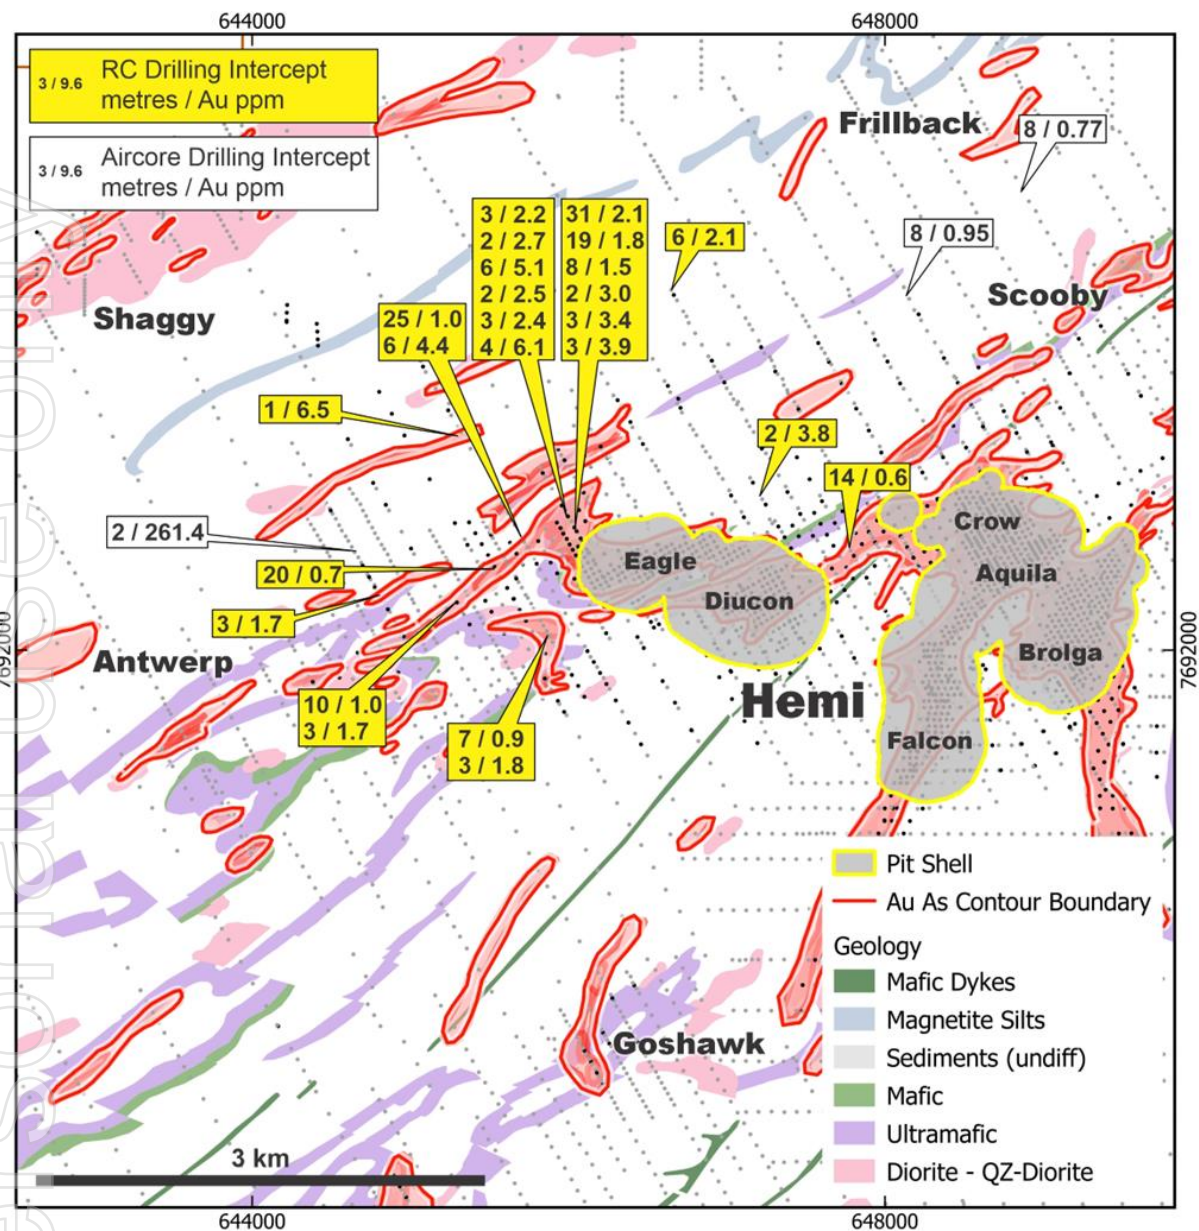 644000
648000
3 / 9.6
RC Drilling Intercept
metres / Au ppm
3 / 9.6
Aircore Drilling Intercept
metres / Au ppm
Frillback
8 / 0.77
3 / 2.2
2 / 2.7
6 / 5.1
2 / 2.5
3 / 2.4
4 / 6.1
31 / 2.1
19 / 1.8
8 / 1.5
2 / 3.0
3 / 3.4
3 / 3.9
6 / 2.1
8 / 0.95
Scooby
Shaggy
25 / 1.0
6 / 4.4
1 / 6.5
2 / 3.8
14 / 0.6
2 / 261.4
Crow
Eagle
Aquila
20 / 0.7
Diucon
3 / 1.7
7692000
7692000
Antwerp
Brolga
Hemi
10 / 1.0
3 / 1.7
7 / 0.9
3 / 1.8
Falcon
Pit Shell
Au As Contour Boundary
Geology
Mafic Dykes
Magnetite Silts
Sediments (undiff)
Mafic
Ultramafic
Diorite - QZ-Diorite
Goshawk
3 km
644000
648000